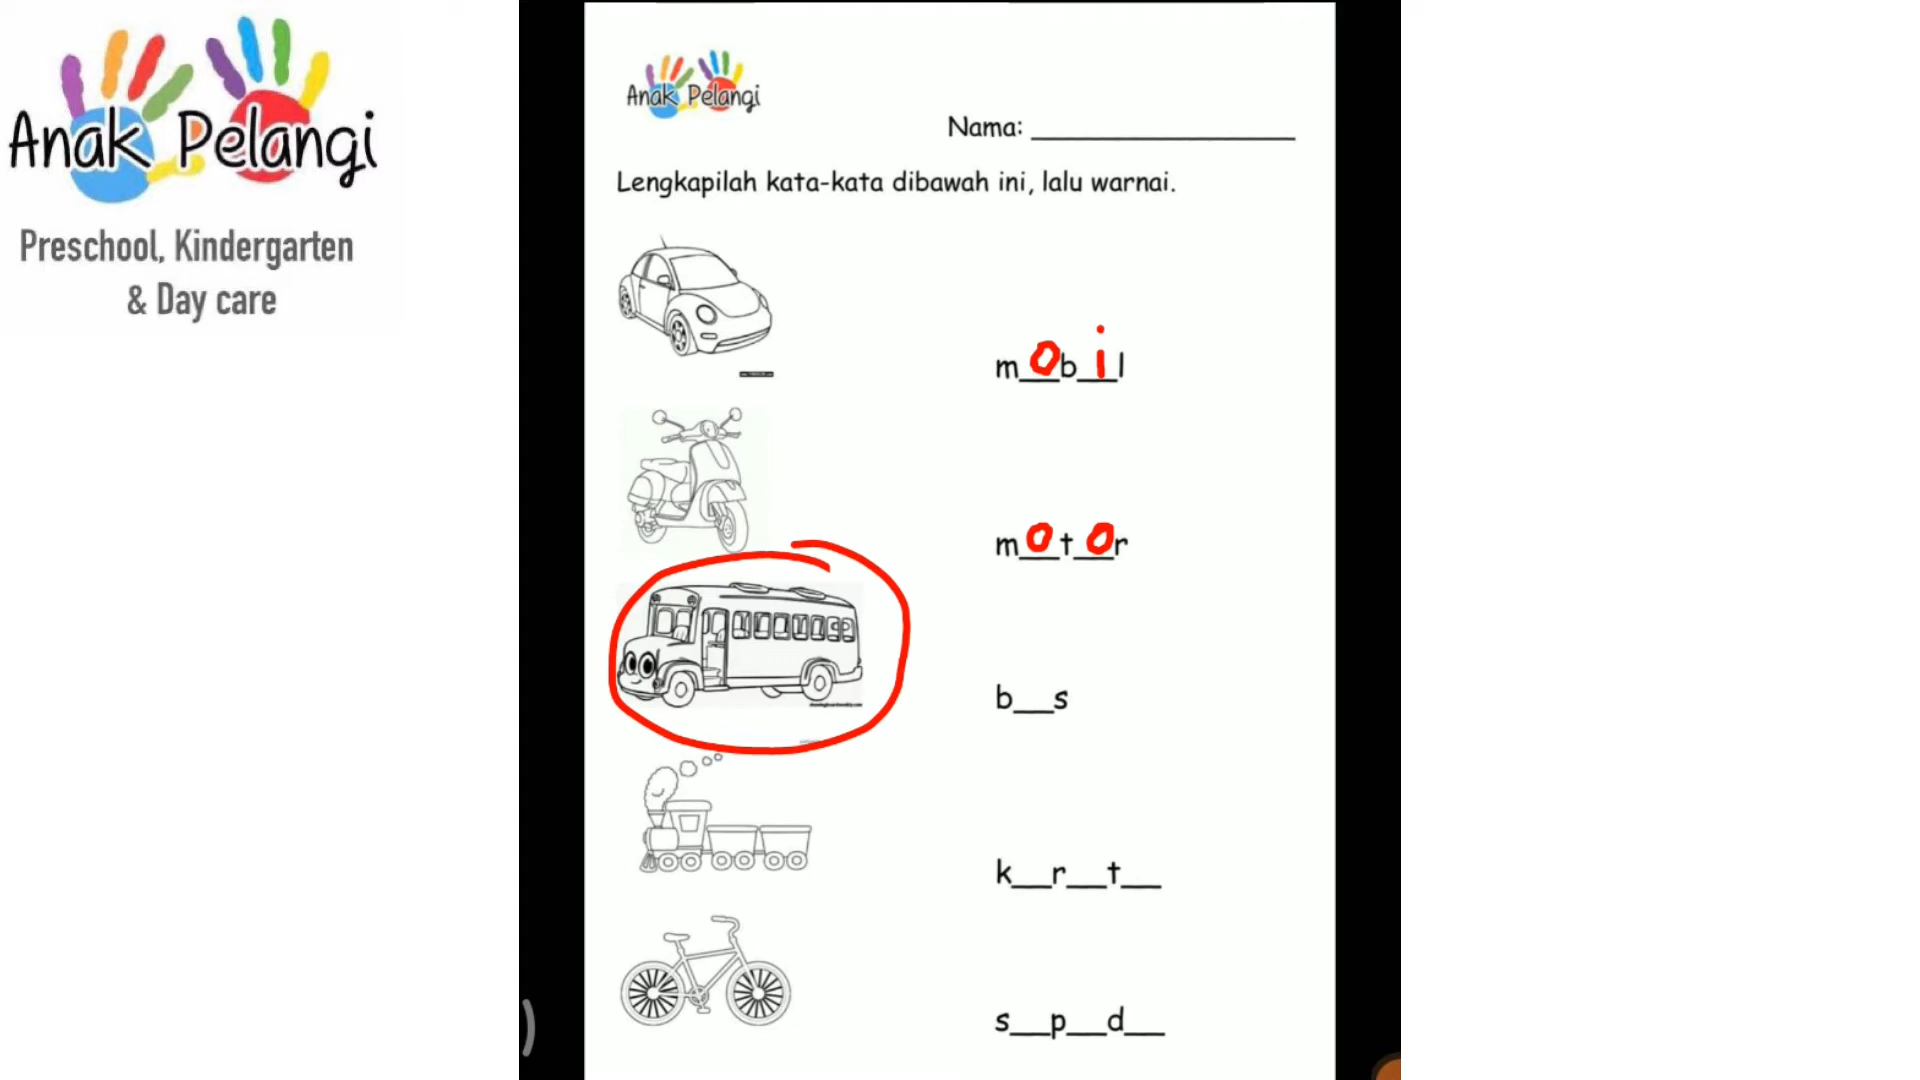 Anak Pelangi
Preschool, Kindergarten
& Day care
Anak Pelangi
Nama: ____________________
Lengkapilah kata-kata dibawah ini, lalu warnai.
m_o_b_i_l
m_o_t_o_r
b__s
k__r__t__
s__p__d__